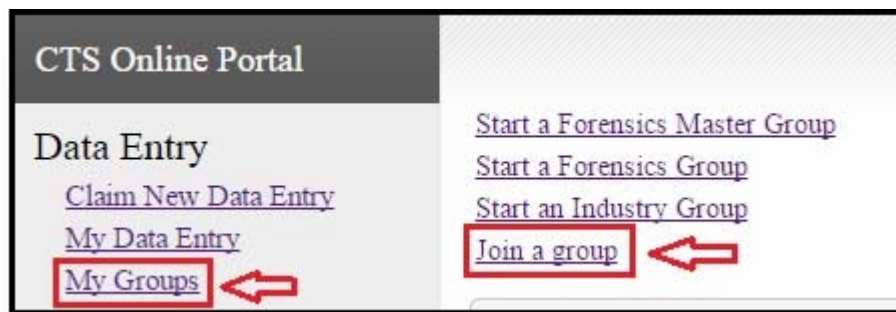 CTS Online Portal
Data Entry
Claim New Data Entry
My Data Entry
My Groups
Start a Forensics Master Group
Start a Forensics Group
Start an Industry Group
Join a group